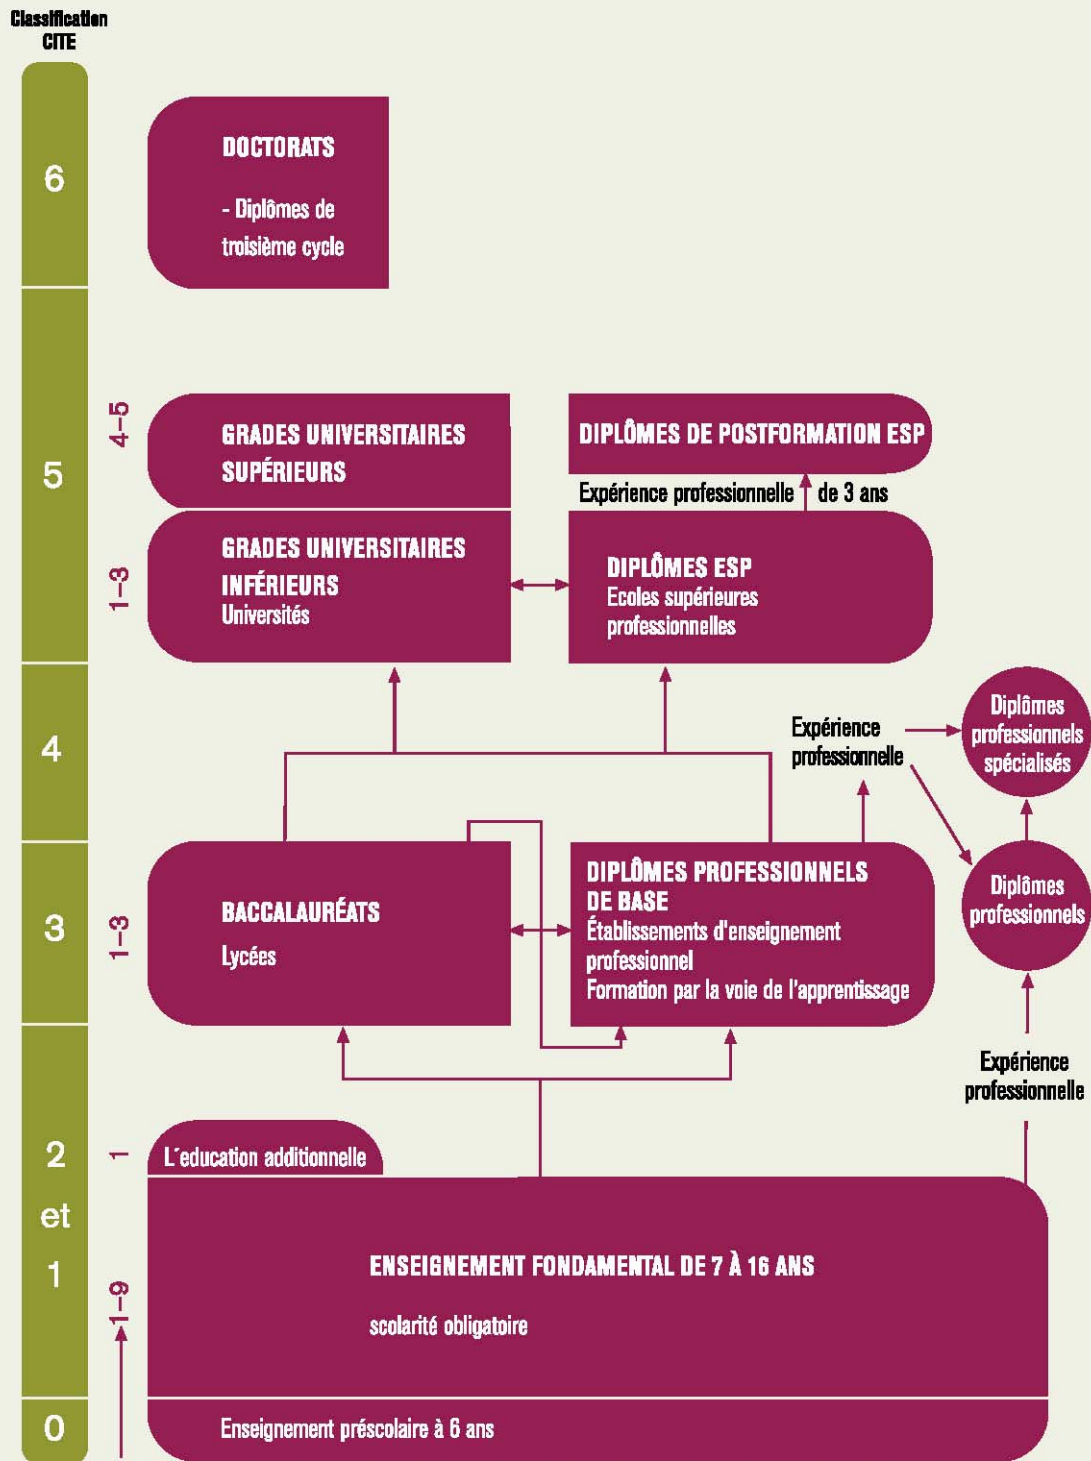 Classification
CITE
6
DOCTORATS
- Diplômes de
troisième cycle
5
4–5
GRADES UNIVERSITAIRES
SUPÉRIEURS
DIPLÔMES DE POSTFORMATION ESP
Expérience professionnelle de 3 ans
1–3
GRADES UNIVERSITAIRES
INFÉRIEURS
Universités
DIPLÔMES ESP
Ecoles supérieures
professionnelles
4
Expérience
professionnelle
Diplômes
professionnels
spécialisés
3
1–3
BACCALAURÉATS
Lycées
DIPLÔMES PROFESSIONNELS
DE BASE
Établissements d'enseignement
professionnel
Formation par la voie de l'apprentissage
Diplômes
professionnels
Expérience
professionnelle
2
et
1
1
L´education additionnelle
1–9
ENSEIGNEMENT FONDAMENTAL DE 7 À 16 ANS
scolarité obligatoire
0
Enseignement préscolaire à 6 ans